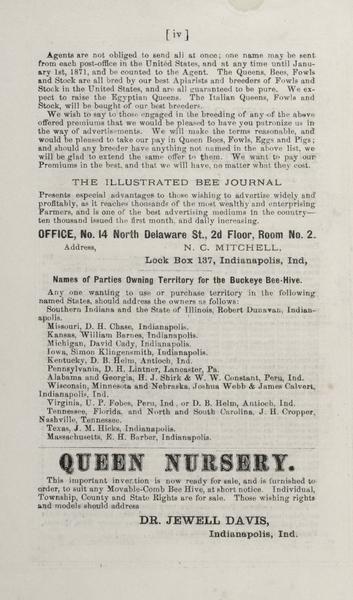 [ iv ]
Agents are not obliged to send all at once; one name may be sent
from each post-office in the United States, and at any time until Janu-
ary 1st, 1871, and be counted to the Agent. The Queens, Bees, Fowls
and Stock are all bred by our best Apiarists and breeders of Fowls and
Stock in the United States, and are all guaranteed to be pure. We ex-
pect to raise the Egyptian Queens. The Italian Queens, Fowls and
Stock, will be bought of our best breeders.
We wish to say to those engaged in the breeding of any of the above
offered premiums that we would be pleased to have you patronize us in
the way of advertisements. We will make the terms reasonable, and
would be pleased to take our pay in Queen Bees, Fowls, Eggs and Pigs;
and should any breeder have anything not named in the above list, we
will be glad to extend the same offer to them. We want to pay our
Premiums in the best, and that we will have, no matter what they cost.
THE ILLUSTRATED BEE JOURNAL
Presents especial advantages to those wishing to advertise widely and
profitably, as it reaches thousands of the most wealthy and enterprising
Farmers, and is one of the best advertising mediums in the country—
ten thousand issued the first month, and daily increasing.
OFFICE, No. 14 North Delaware St., 2d Floor, Room No. 2.
Address, N. C. MITCHELL,
Lock Box 137, Indianapolis, Ind,
Names of Parties Owning Territory for the Buckeye Bee-Hive.
Any one wanting to use or purchase territory in the following
named States, should address the owners as follows:
Southern Indiana and the State of Illinois, Robert Dunavan, Indian-
apolis.
Missouri, D. H. Chase, Indianapolis.
Kansas, William Barnes, Indianapolis.
Michigan, David Cady, Indianapolis.
Iowa, Simon Klingensmith, Indianapolis.
Kentucky, D. B. Helm, Antioch, Ind.
Pennsylvania, D. H. Lintner, Lancaster, Pa.
Alabama and Georgia, H. J. Shirk & W. W. Constant, Peru, Ind.
Wisconsin, Minnesota and Nebraska, Joshua Webb & James Calvert,
Indianapolis, Ind.
Virginia, U. P. Fobes, Peru, Ind., or D. B. Helm, Antioch, Ind.
Tennessee, Florida, and North and South Carolina, J. H. Cropper,
Nashville, Tennessee.
Texas, J. M. Hicks, Indianapolis.
Massachusetts, E. H. Barber, Indianapolis.
QUEEN NURSERY.
This important invention is now ready for sale, and is furnished to
order, to suit any Movable-Comb Bee Hive, at short notice. Individual,
Township, County and State Rights are for sale. Those wishing rights
and models should address
DR. JEWELL DAVIS,
Indianapolis, Ind.